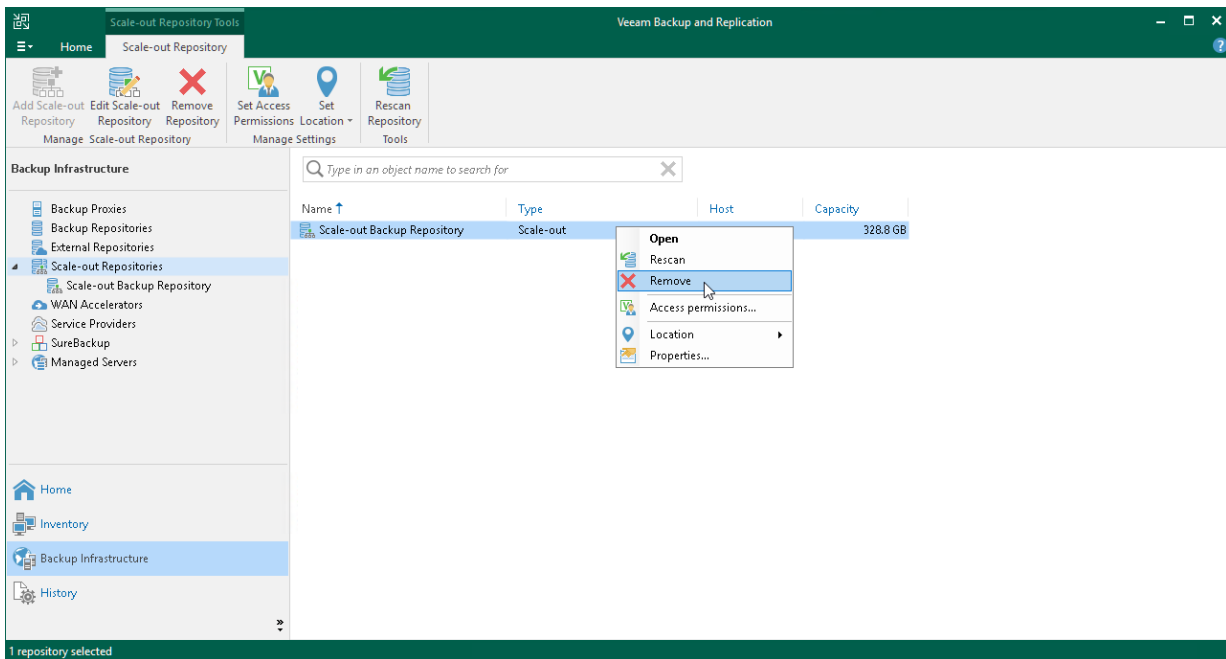 Scale-out Repository Tools
Veeam Backup and Replication
Home
Scale-out Repository
Add Scale-out Repository
Edit Scale-out Repository
Remove Repository
Manage Scale-out Repository
Set Access Permissions
Set Location
Manage Settings
Rescan Repository
Tools
Backup Infrastructure
Type in an object name to search for
Backup Proxies
Backup Repositories
External Repositories
Scale-out Repositories
Scale-out Backup Repository
WAN Accelerators
Service Providers
SureBackup
Managed Servers
Name Type Host Capacity
Scale-out Backup Repository Scale-out 328.8 GB
Open
Rescan
Remove
Access permissions...
Location
Properties...
Home
Inventory
Backup Infrastructure
History
1 repository selected